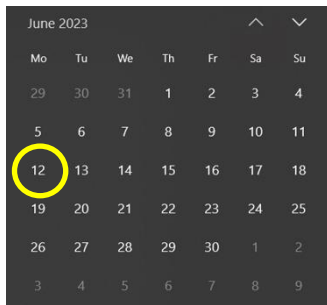 June 2023
Mo Tu We Th Fr Sa Su
29 30 31 1 2 3 4
5 6 7 8 9 10 11
12 13 14 15 16 17 18
19 20 21 22 23 24 25
26 27 28 29 30 1 2
3 4 5 6 7 8 9